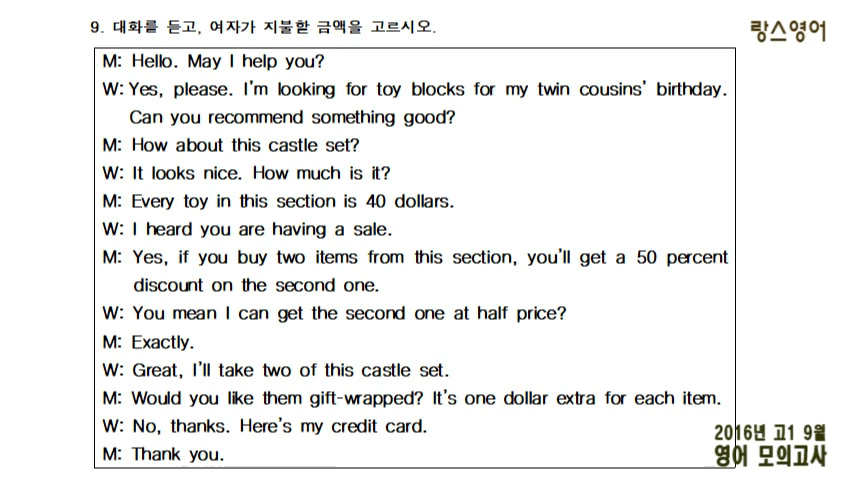 9. 대화를 듣고, 여자가 지불할 금액을 고르시오.
랑스영어
M: Hello. May I help you?
W: Yes, please. I'm looking for toy blocks for my twin cousins' birthday.
Can you recommend something good?
M: How about this castle set?
W: It looks nice. How much is it?
M: Every toy in this section is 40 dollars.
W: I heard you are having a sale.
M: Yes, if you buy two items from this section, you'll get a 50 percent
discount on the second one.
W: You mean I can get the second one at half price?
M: Exactly.
W: Great, I'll take two of this castle set.
M: Would you like them gift-wrapped? It's one dollar extra for each item.
W: No, thanks. Here's my credit card.
M: Thank you.
2016년 고1 9월
영어 모의고사